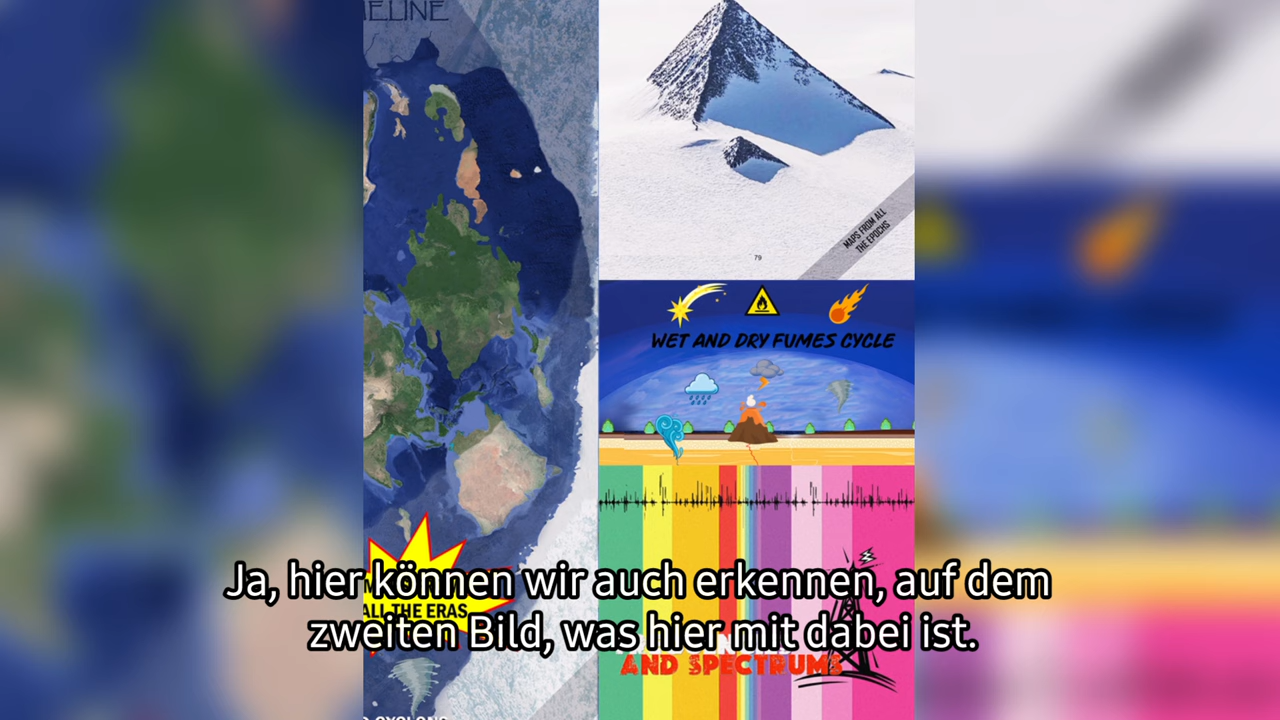 MAPS FROM ALL
THE EPOCHS
79
WET AND DRY FUMES CYCLE
ALL THE ERAS
Ja, hier können wir auch erkennen, auf dem
zweiten Bild, was hier mit dabei ist.
AND SPECTRUMS